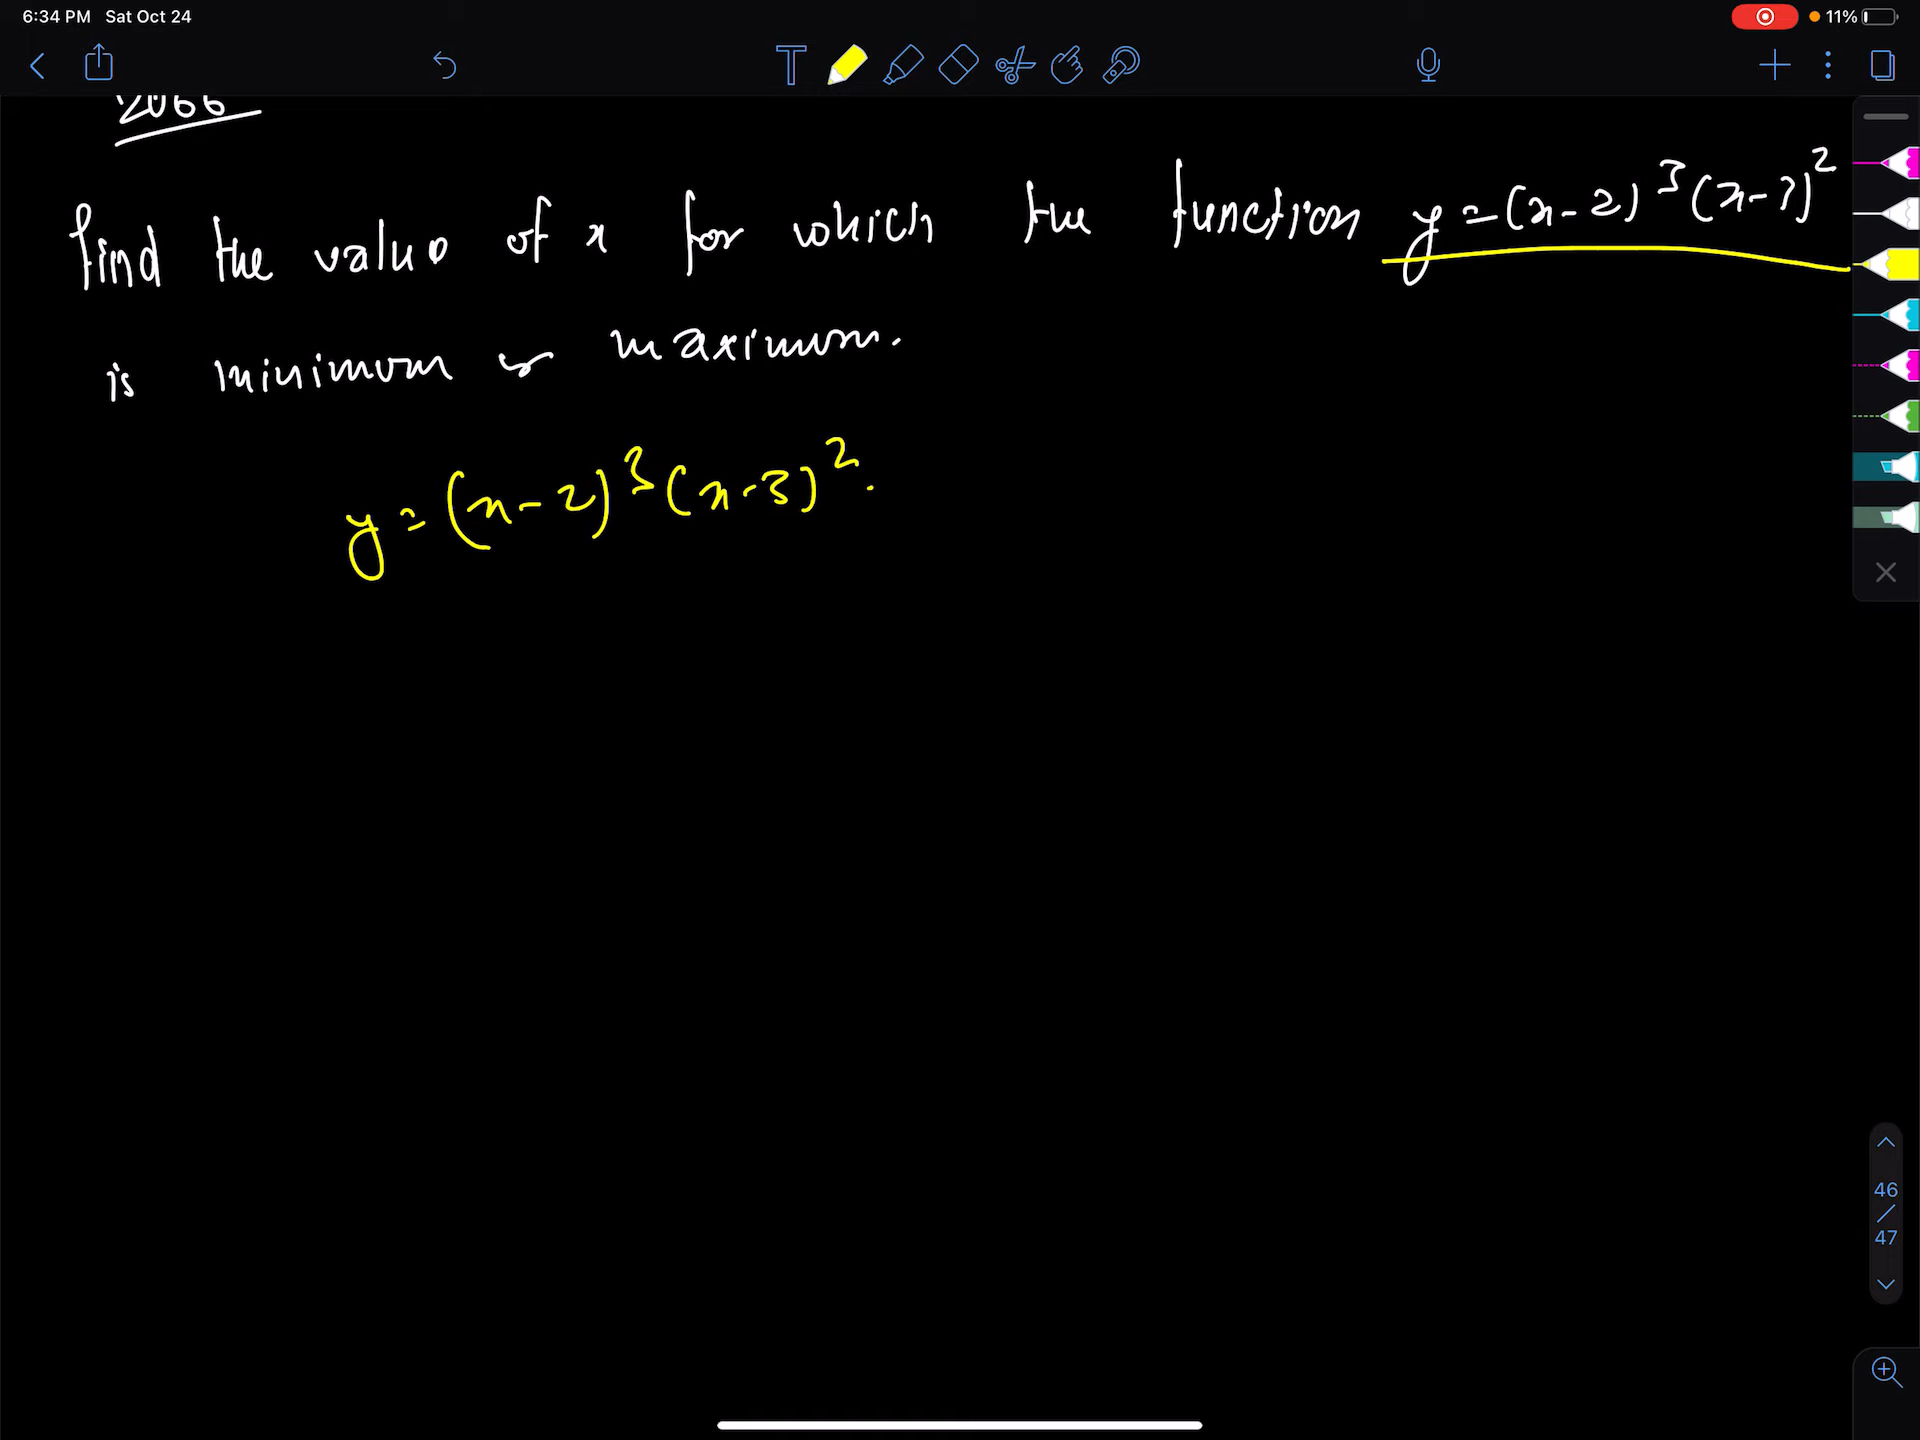 6:34 PM Sat Oct 24
11%
2066
find the value of x for which the function y = (x-2)³(x-3)²
is minimum or maximum.
y = (x-2)³(x-3)².
46
/
47